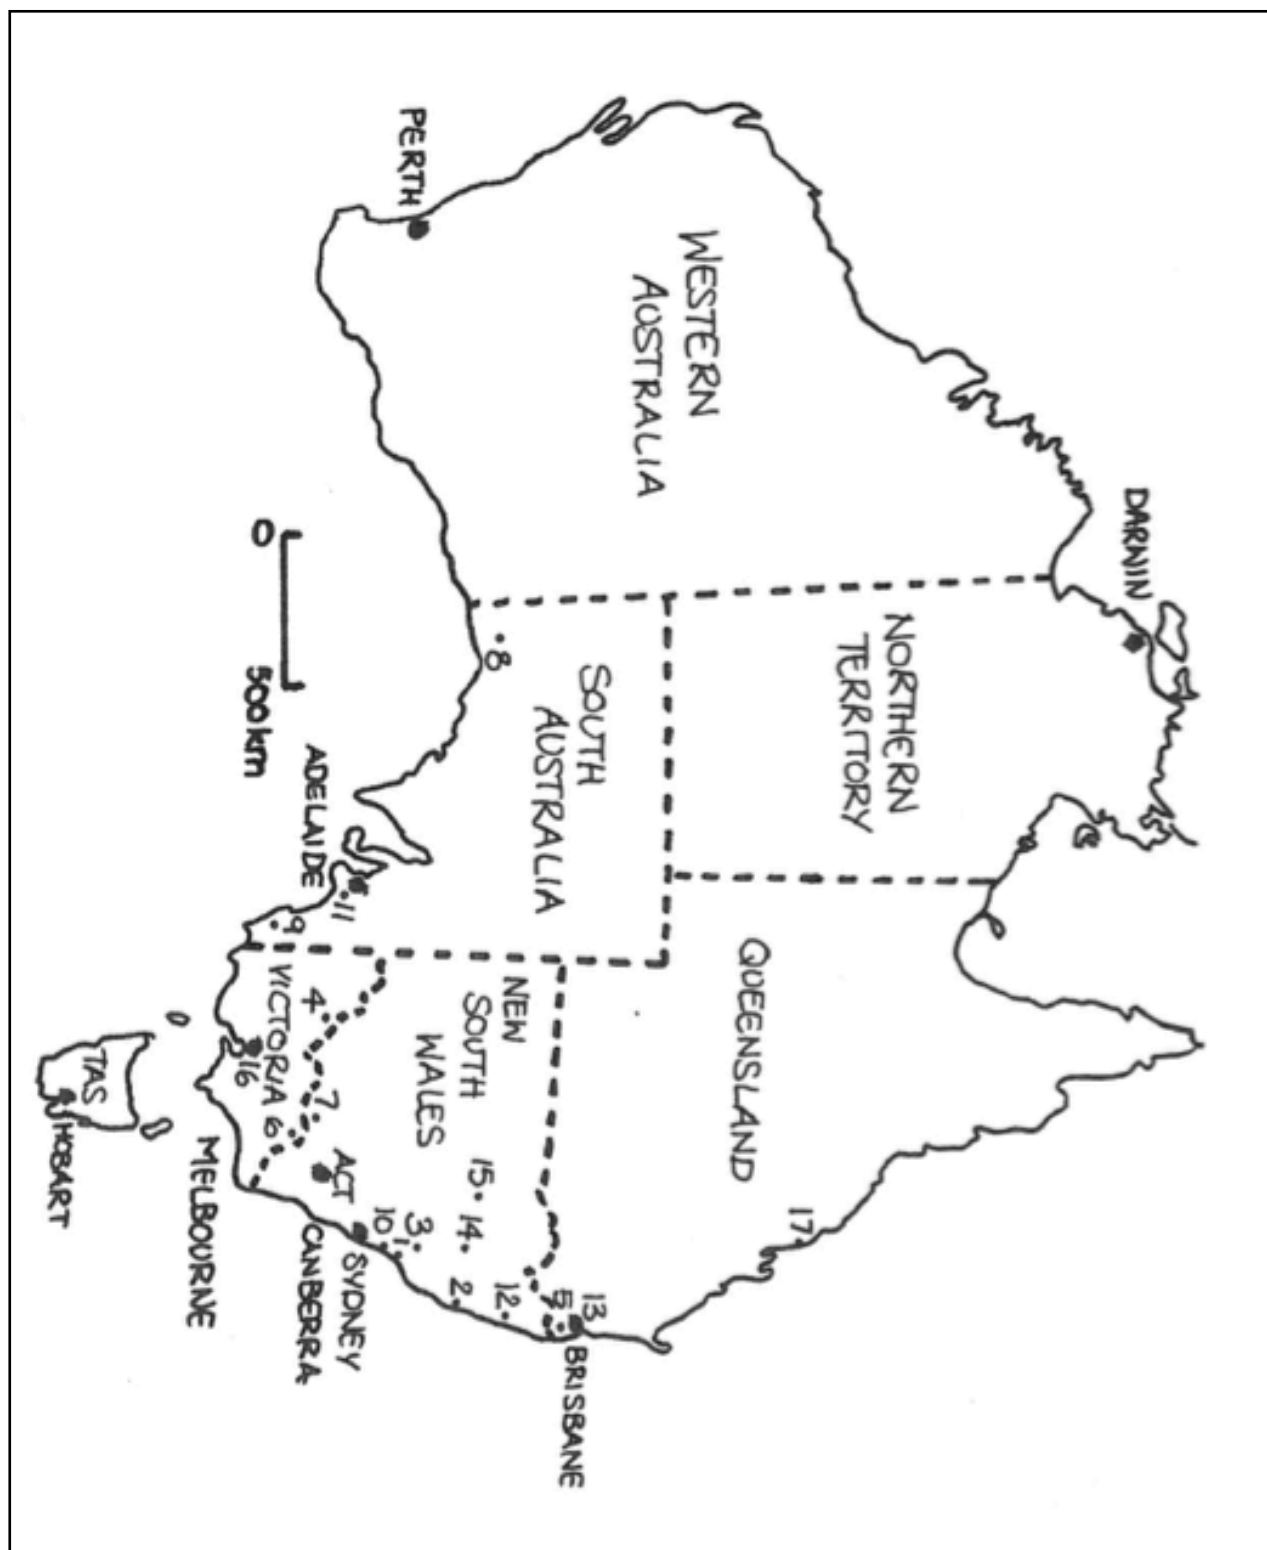 DARWIN
NORTHERN
TERRITORY
WESTERN
AUSTRALIA
QUEENSLAND
17.
SOUTH
AUSTRALIA
.8
PERTH
0
500km
NEW
SOUTH
WALES
13
5.
BRISBANE
12.
15.
14.
2.
3.
1.
10.
SYDNEY
ACT
CANBERRA
ADELAIDE
.11
.9
4.
7.
6.
VICTORIA
16
MELBOURNE
TAS
HOBART